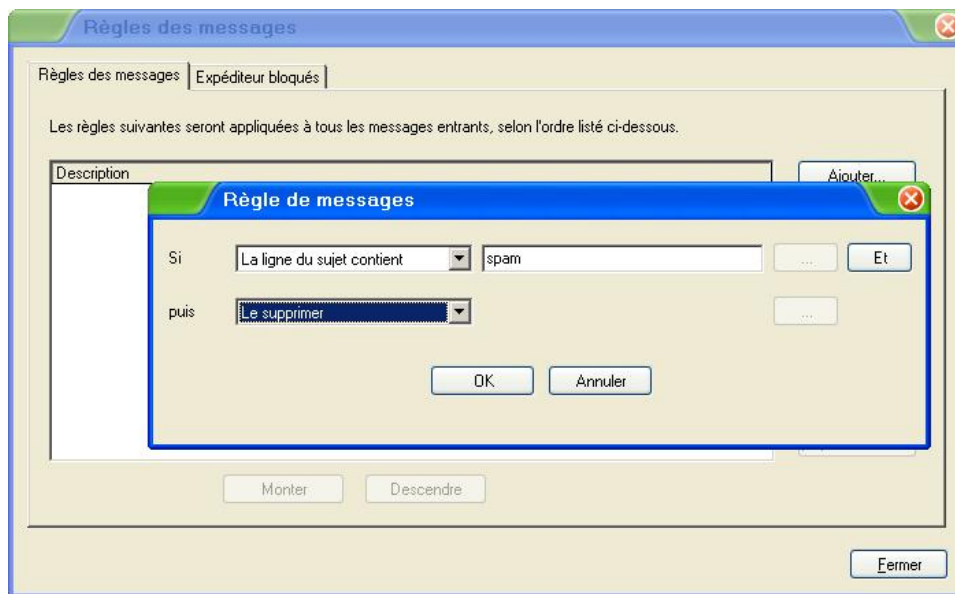 Règles des messages
Règles des messages Expéditeur bloqués
Les règles suivantes seront appliquées à tous les messages entrants, selon l'ordre listé ci-dessous.
Description
Ajouter...
Règle de messages
Si La ligne du sujet contient spam ... Et
puis Le supprimer ...
OK Annuler
Monter Descendre
Fermer